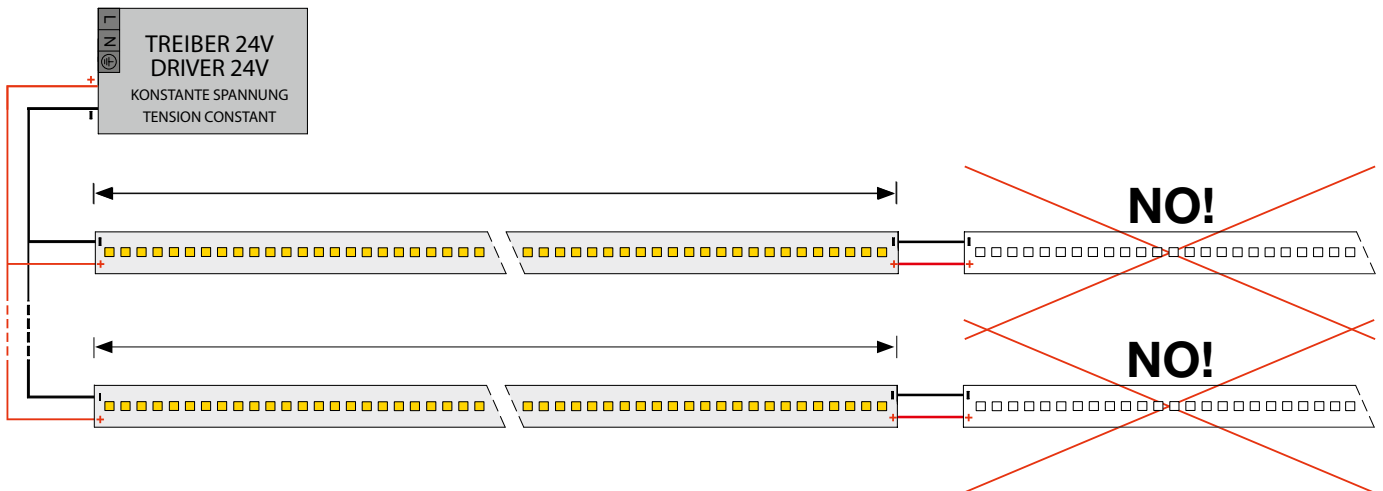 L
N
TREIBER 24V
DRIVER 24V
KONSTANTE SPANNUNG
TENSION CONSTANT
+
-
NO!
- - -
+ + +
NO!
- - -
+ + +